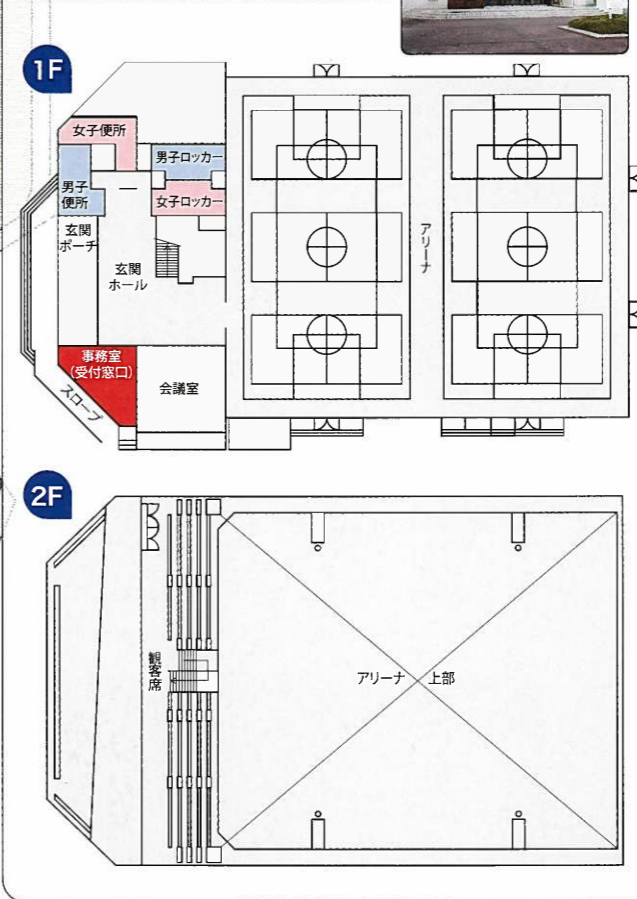 1F
女子便所
男子ロッカー
男子
便所
女子ロッカー
玄関
ポーチ
玄関
ホール
アリーナ
事務室
(受付窓口)
会議室
スロープ
2F
観客席
アリーナ
上部